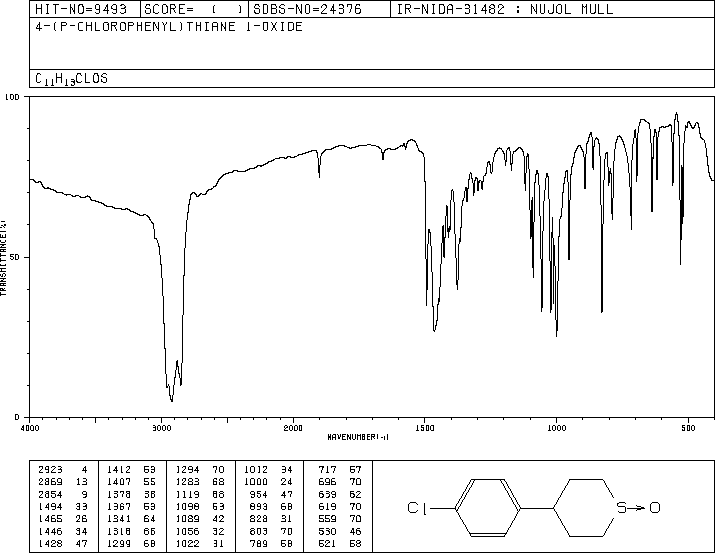 HIT-NO=9493 SCORE= ( ) SDBS-NO=24376 IR-NIDA-31482 : NUJOL MULL
4-(P-CHLOROPHENYL)THIANE 1-OXIDE
C11H13CLOS
100
50
0
TRANSMITTANCE(%)
4000 3000 2000 1500 1000 500
WAVENUMBER(-1)
2923 4 1412 59 1294 70 1012 34 717 57
2869 13 1407 55 1283 68 1000 24 696 70
2854 9 1378 38 1119 68 954 47 639 62
1494 33 1367 50 1098 53 893 68 619 70
1465 26 1341 64 1089 42 828 31 559 70
1446 34 1318 66 1056 32 803 70 530 46
1428 47 1299 68 1022 31 789 58 521 58
Cl S O